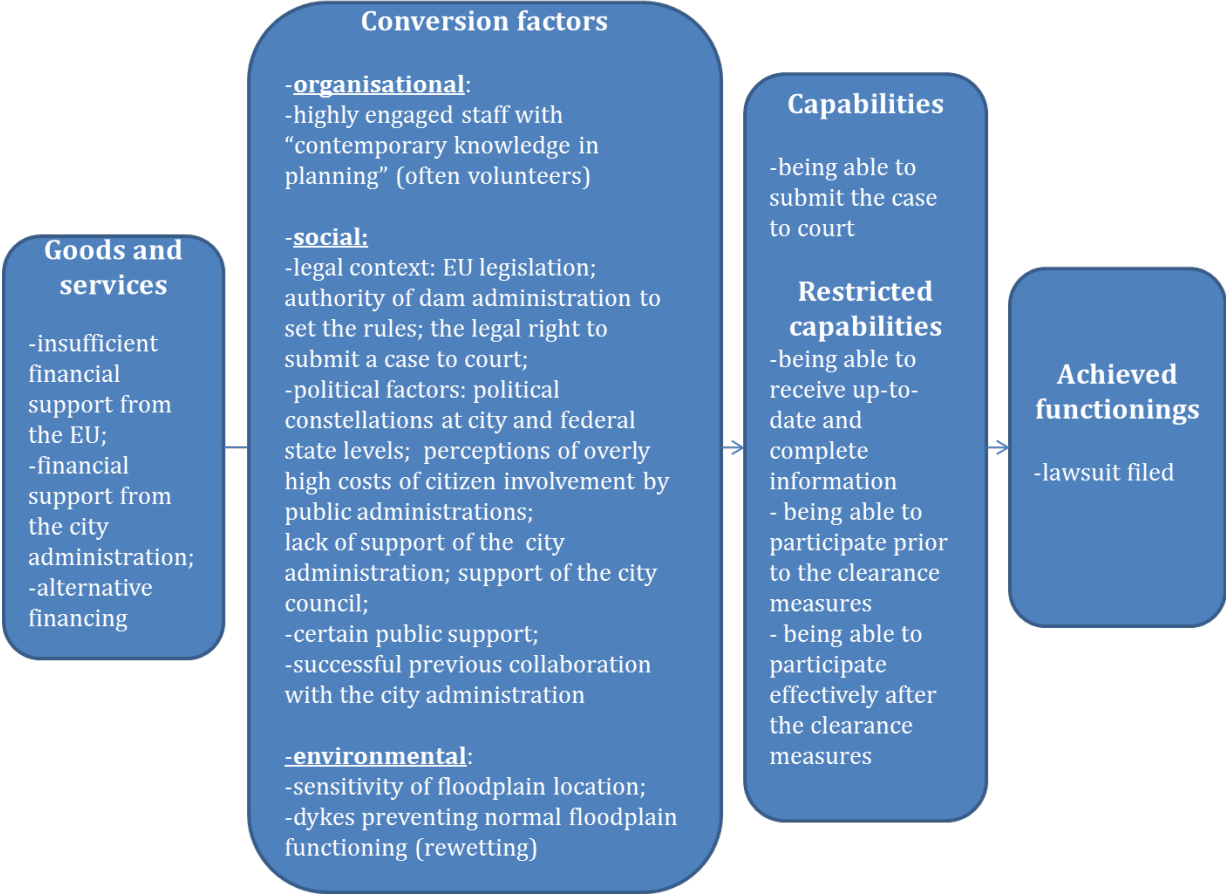 Goods and
services
-insufficient
financial
support from
the EU;
-financial
support from
the city
administration;
-alternative
financing
Conversion factors
-organisational:
-highly engaged staff with
“contemporary knowledge in
planning” (often volunteers)
-social:
-legal context: EU legislation;
authority of dam administration to
set the rules; the legal right to
submit a case to court;
-political factors: political
constellations at city and federal
state levels;  perceptions of overly
high costs of citizen involvement by
public administrations;
lack of support of the  city
administration; support of the city
council;
-certain public support;
-successful previous collaboration
with the city administration
-environmental:
-sensitivity of floodplain location;
-dykes preventing normal floodplain
functioning (rewetting)
Capabilities
-being able to
submit the case
to court
Restricted
capabilities
-being able to
receive up-to-
date and
complete
information
- being able to
participate prior
to the clearance
measures
- being able to
participate
effectively after
the clearance
measures
Achieved
functionings
-lawsuit filed